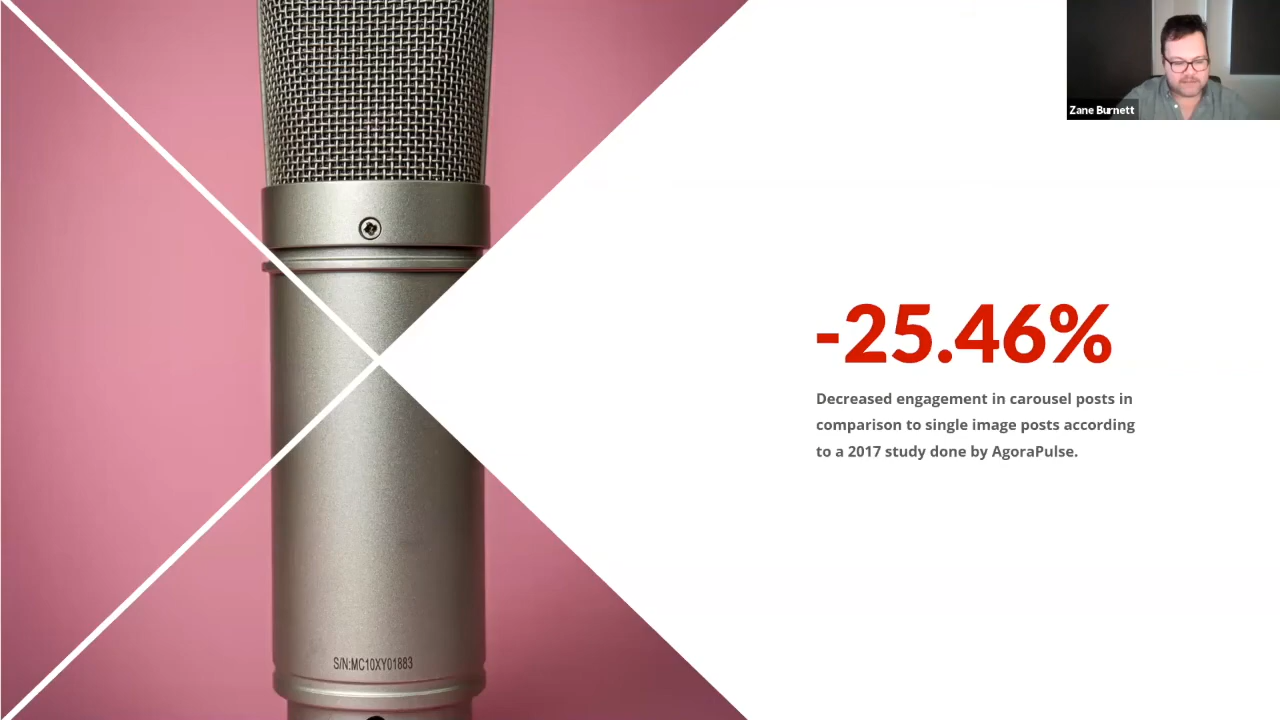 Zane Burnett
-25.46%
Decreased engagement in carousel posts in
comparison to single image posts according
to a 2017 study done by AgoraPulse.
S/N:MC10XY01883